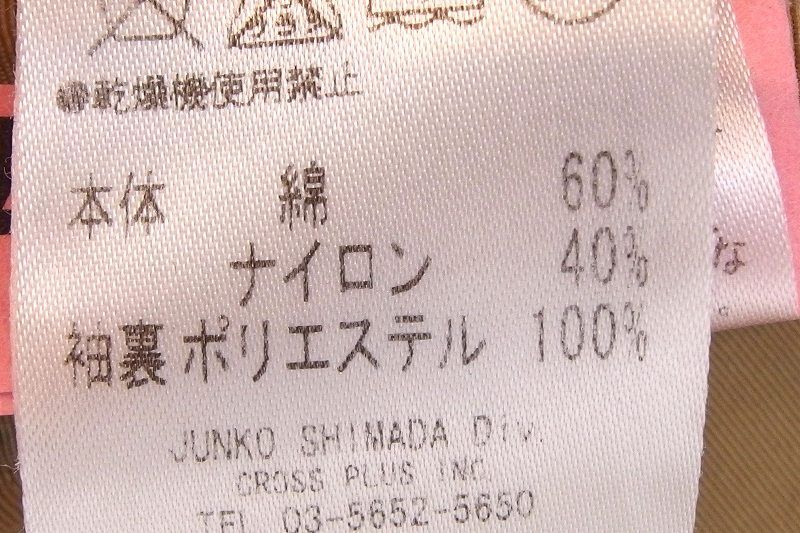 ●乾燥機使用禁止
本体 綿 60%
ナイロン 40%
袖裏 ポリエステル 100%
JUNKO SHIMADA Div.
CROSS PLUS INC
TEL 03-5652-5650
な